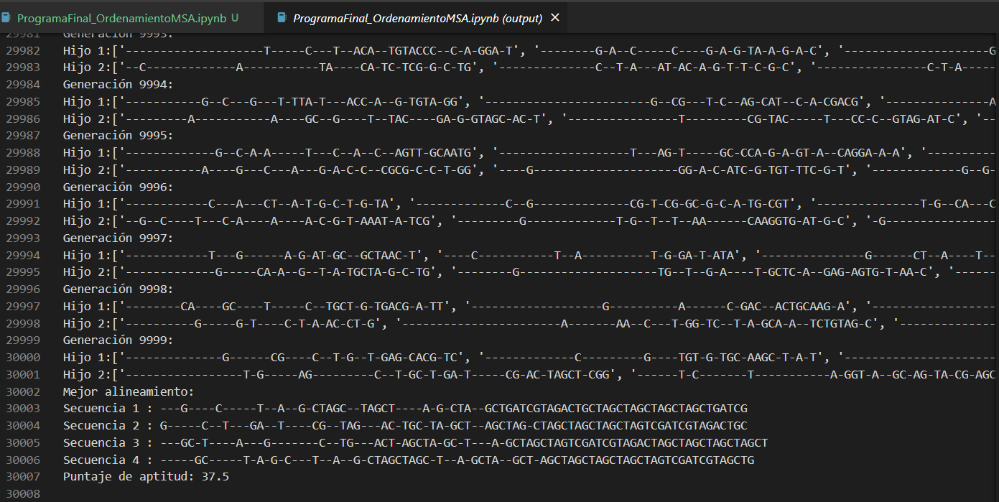 ProgramaFinal_OrdenamientoMSA.ipynb U ProgramaFinal_OrdenamientoMSA.ipynb (output) ×
29981 Generación 9993:
29982 Hijo 1:['--------------------T-----C---T--ACA--TGTACCC--C-A-GGA-T', '--------G-A--C-----C----G-A-G-TA-A-G-A-C', '---------------------G
29983 Hijo 2:['--C-------------A-----------TA----CA-TC-TCG-G-C-TG', '--------------C--T-A---AT-AC-A-G-T-T-C-G-C', '----------------C-T-A-----
29984 Generación 9994:
29985 Hijo 1:['-----------G--C---G---T-TTA-T---ACC-A--G-TGTA-GG', '------------------------G--CG---T-C--AG-CAT--C-A-CGACG', '---------------A
29986 Hijo 2:['---------A-----------A----GC--G----T--TAC----GA-G-GTAGC-AC-T', '----------------T---------CG-TAC-----T---CC-C--GTAG-AT-C', '--
29987 Generación 9995:
29988 Hijo 1:['-------------G--C-A-A-----T---C--A--C--AGTT-GCAATG', '-------------------T---AG-T-----GC-CCA-G-A-GT-A--CAGGA-A-A', '----------
29989 Hijo 2:['-----------A----G---C---A---G-A-C-C--CGCG-C-C-T-GG', '----G---------------------GG-A-C-ATC-G-TGT-TTC-G-T', '-------------G--G-
29990 Generación 9996:
29991 Hijo 1:['------------C---A---CT--A-T-G-C-T-G-TA', '-------------C--G--------------CG-T-CG-GC-G-C-A-TG-CGT', '---------------T-G--CA---C
29992 Hijo 2:['--G--C----T---C-A----A----A-C-G-T-AAAT-A-TCG', '---------G-------------T-G--T--T--AA------CAAGGTG-AT-G-C', '-G----------------
29993 Generación 9997:
29994 Hijo 1:['------------T---G------A-G-AT-GC--GCTAAC-T', '----C-----------T--A----------T-G-GA-T-ATA', '---------------G------CT--A----T--
29995 Hijo 2:['-------------G-----CA-A--G--T-A-TGCTA-G-C-TG', '--------G--------------------TG--T--G-A----T-GCTC-A--GAG-AGTG-T-AA-C', '------
29996 Generación 9998:
29997 Hijo 1:['--------CA----GC----T-----C--TGCT-G-TGACG-A-TT', '-------------------G----------A------C-GAC--ACTGCAAG-A', '------------------
29998 Hijo 2:['----------G-----G-T----C-T-A-AC-CT-G', '-----------------------A-------AA--C---T-GG-TC--T-A-GCA-A--TCTGTAG-C', '--------------
29999 Generación 9999:
30000 Hijo 1:['--------------G------CG----C--T-G--T-GAG-CACG-TC', '-------------C---------G----TGT-G-TGC-AAGC-T-A-T', '----------------------
30001 Hijo 2:['-----------------T-G-----AG---------C--T-GC-T-GA-T-----CG-AC-TAGCT-CGG', '------T-C-------T-----------A-GGT-A--GC-AG-TA-CG-AGC
30002 Mejor alineamiento:
30003 Secuencia 1 : ---G----C-----T--A--G-CTAGC--TAGCT----A-G-CTA--GCTGATCGTAGACTGCTAGCTAGCTAGCTAGCTGATCG
30004 Secuencia 2 : G-----C--T---GA--T----CG--TAG---AC-TGC-TA-GCT--AGCTAG-CTAGCTAGCTAGCTAGTCGATCGTAGACTGC
30005 Secuencia 3 : ---GC-T----A---G-------C--TG---ACT-AGCTA-GC-T---A-GCTAGCTAGTCGATCGTAGACTAGCTAGCTAGCTAGCT
30006 Secuencia 4 : -----GC-----T-A-G-C---T--A--G-CTAGCTAGC-T--A-GCTA--GCT-AGCTAGCTAGCTAGCTAGTCGATCGTAGCTG
30007 Puntaje de aptitud: 37.5
30008